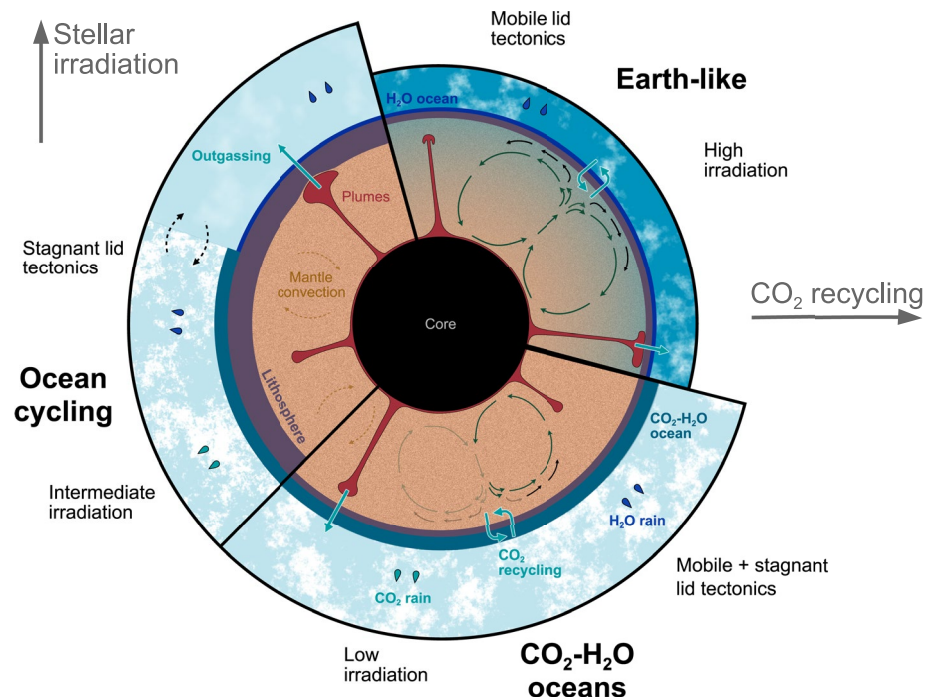 Stellar
irradiation
Mobile lid
tectonics
Earth-like
H₂O ocean
High
irradiation
Outgassing
Plumes
Stagnant lid
tectonics
Mantle
convection
Core
CO₂ recycling
Ocean
cycling
Lithosphere
CO₂-H₂O
ocean
Intermediate
irradiation
H₂O rain
CO₂
recycling
CO₂ rain
Mobile + stagnant
lid tectonics
Low
irradiation
CO₂-H₂O
oceans